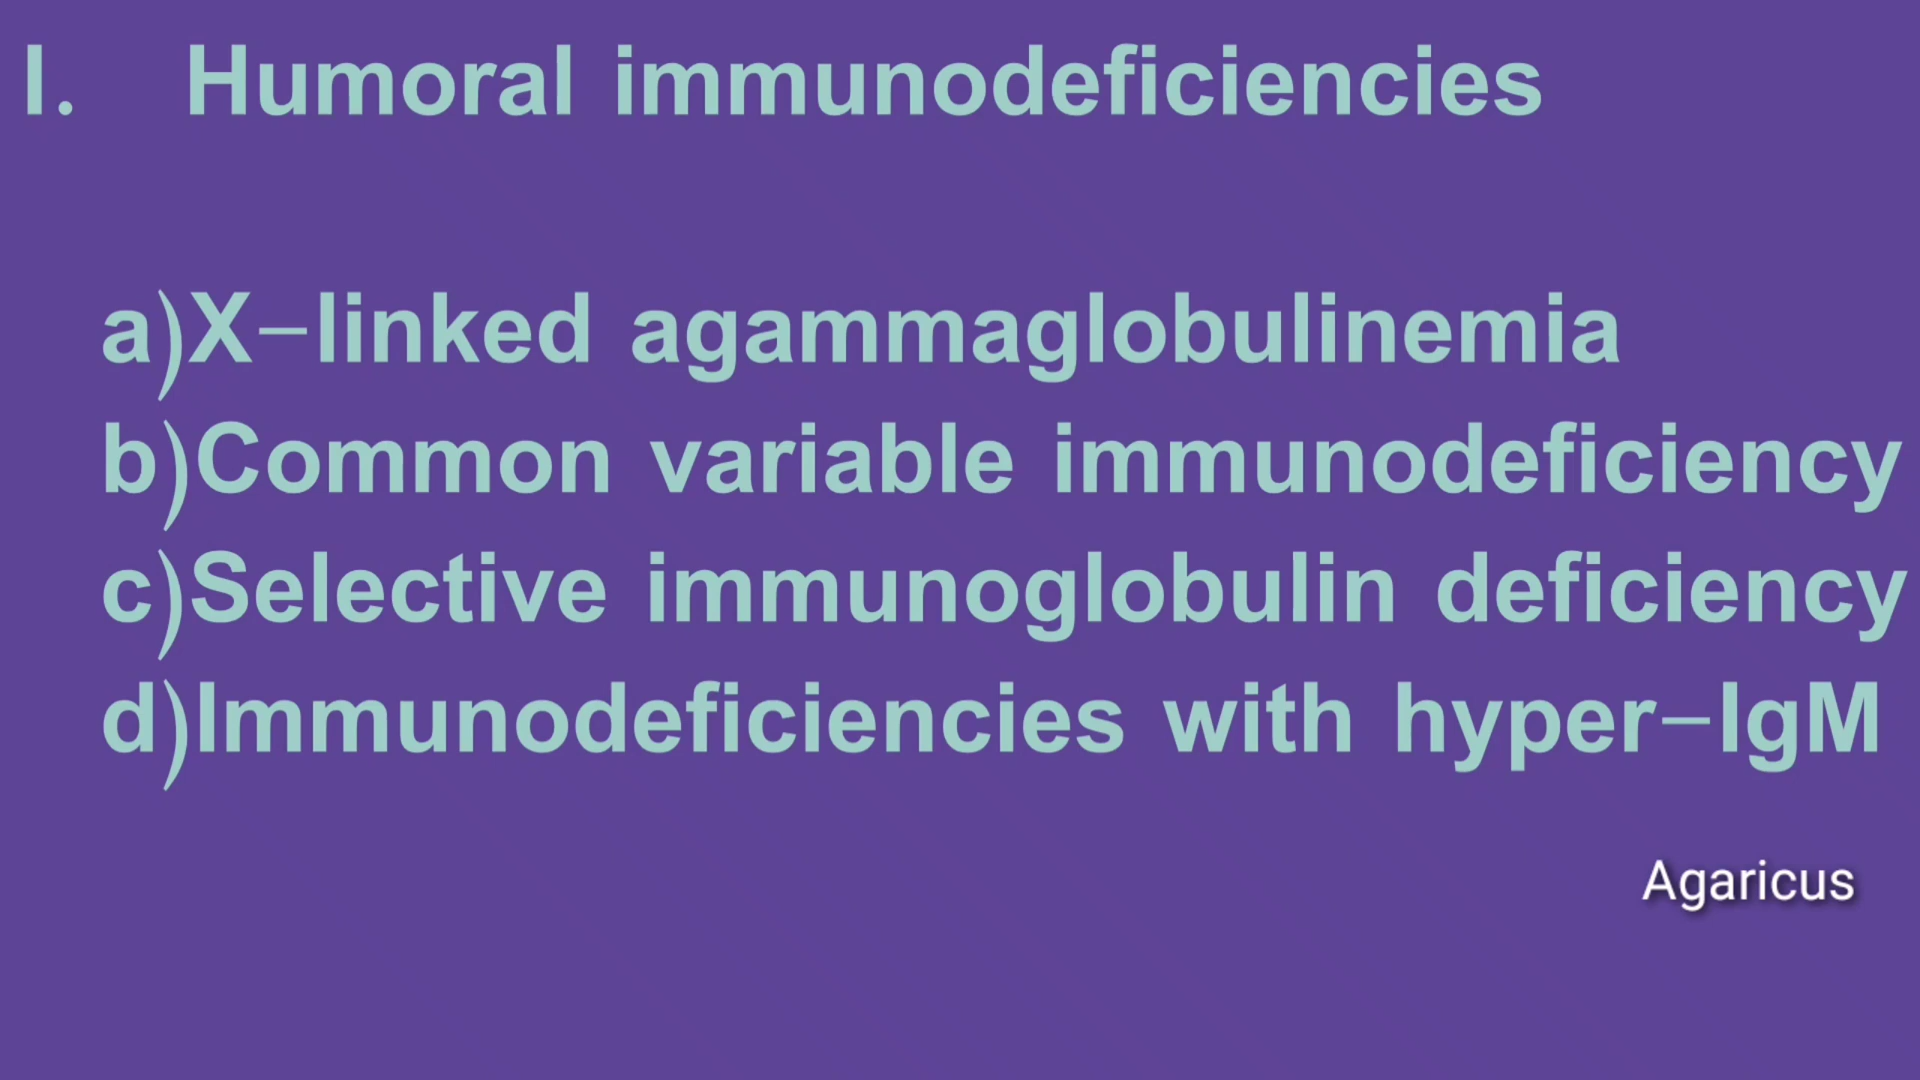 I. Humoral immunodeficiencies
a)X–linked agammaglobulinemia
b)Common variable immunodeficiency
c)Selective immunoglobulin deficiency
d)Immunodeficiencies with hyper–IgM
Agaricus